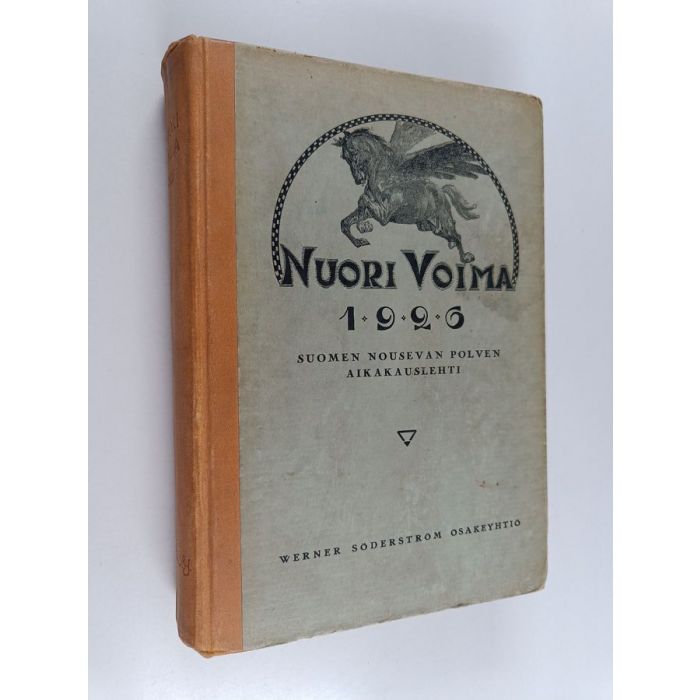 NUORI VOIMA
1·9·2·6
SUOMEN NOUSEVAN POLVEN
AIKAKAUSLEHTI
WERNER SÖDERSTRÖM OSAKEYHTIÖ